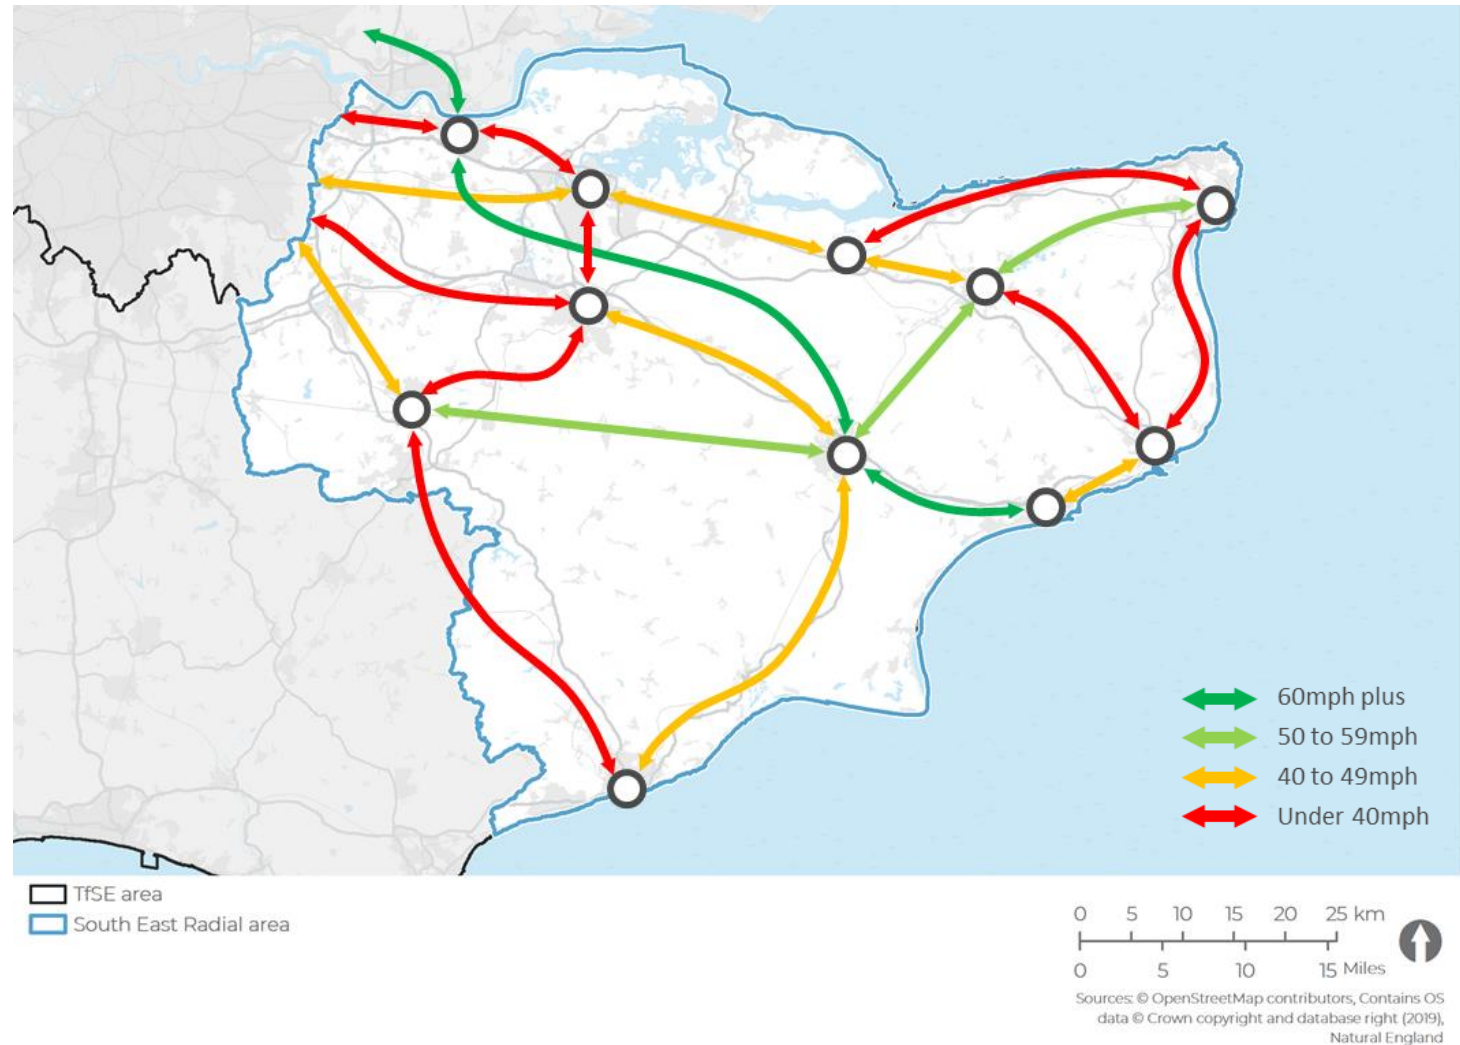 60mph plus
50 to 59mph
40 to 49mph
Under 40mph
TfSE area
South East Radial area
0 5 10 15 20 25 km
0 5 10 15 Miles
Sources: © OpenStreetMap contributors, Contains OS
data © Crown copyright and database right (2019),
Natural England